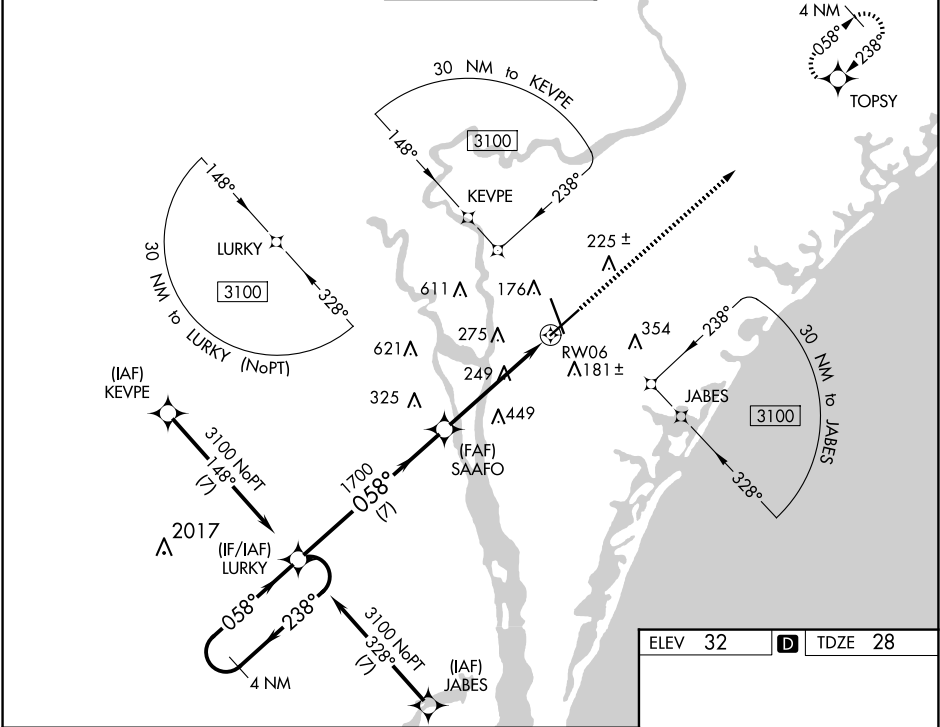 4 NM
058°
238°
TOPSY
30 NM to KEVPE
3100
148°
238°
KEVPE
148°
LURKY
3100
328°
30 NM to LURKY (NoPT)
225 ±
611
176
275
354
RW06
621
249
181 ±
325
449
238°
30 NM to JABES
JABES
3100
328°
(IAF)
KEVPE
3100 NoPT
148°
(7)
(FAF)
SAAFO
1700
058°
(7)
2017
(IF/IAF)
LURKY
058°
238°
4 NM
3100 NoPT
328°
(7)
(IAF)
JABES
ELEV 32 D TDZE 28